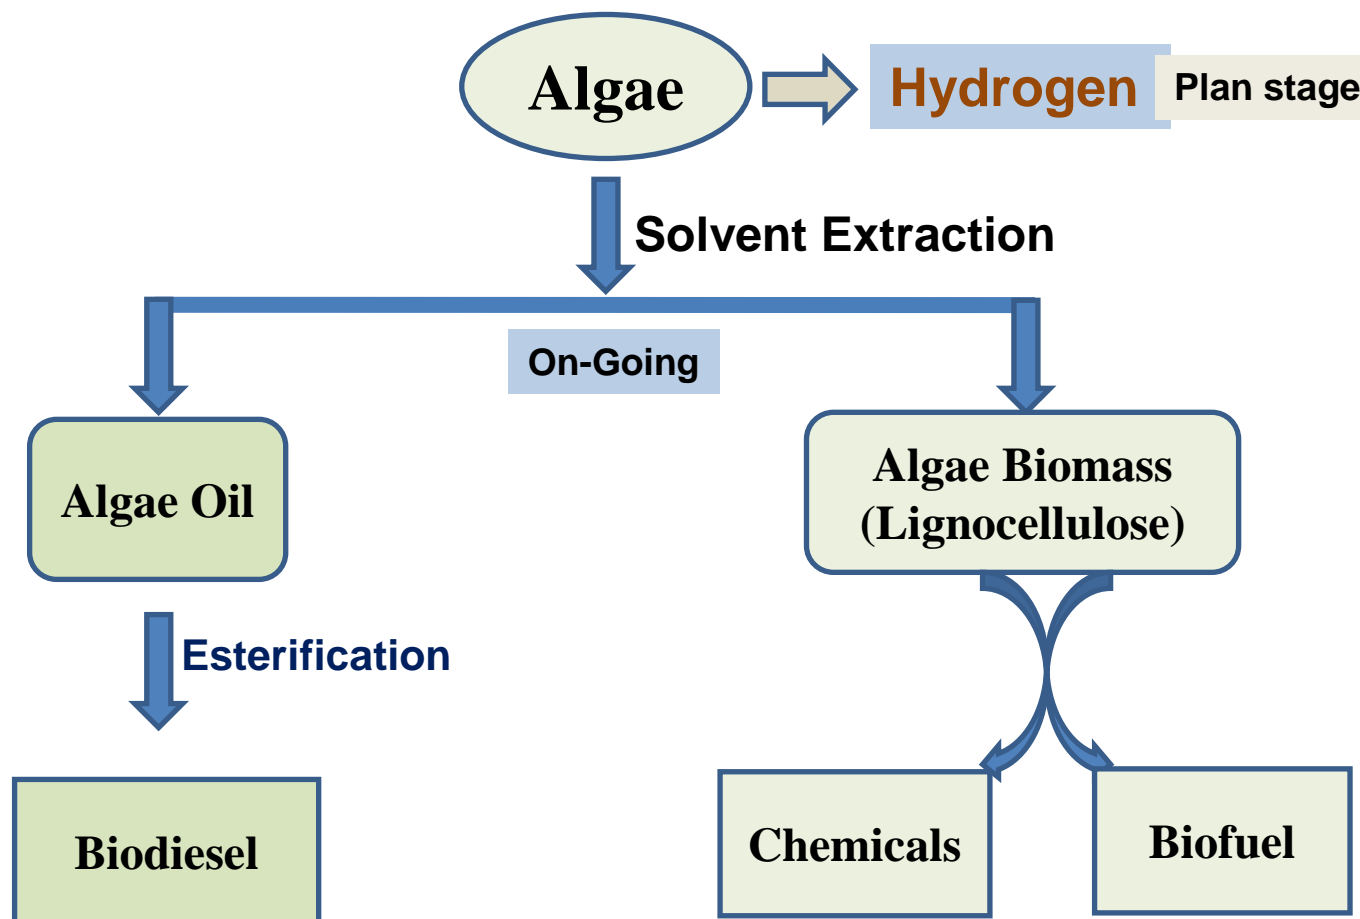 Algae
Hydrogen
Plan stage
Solvent Extraction
On-Going
Algae Oil
Algae Biomass
(Lignocellulose)
Esterification
Biodiesel
Chemicals
Biofuel